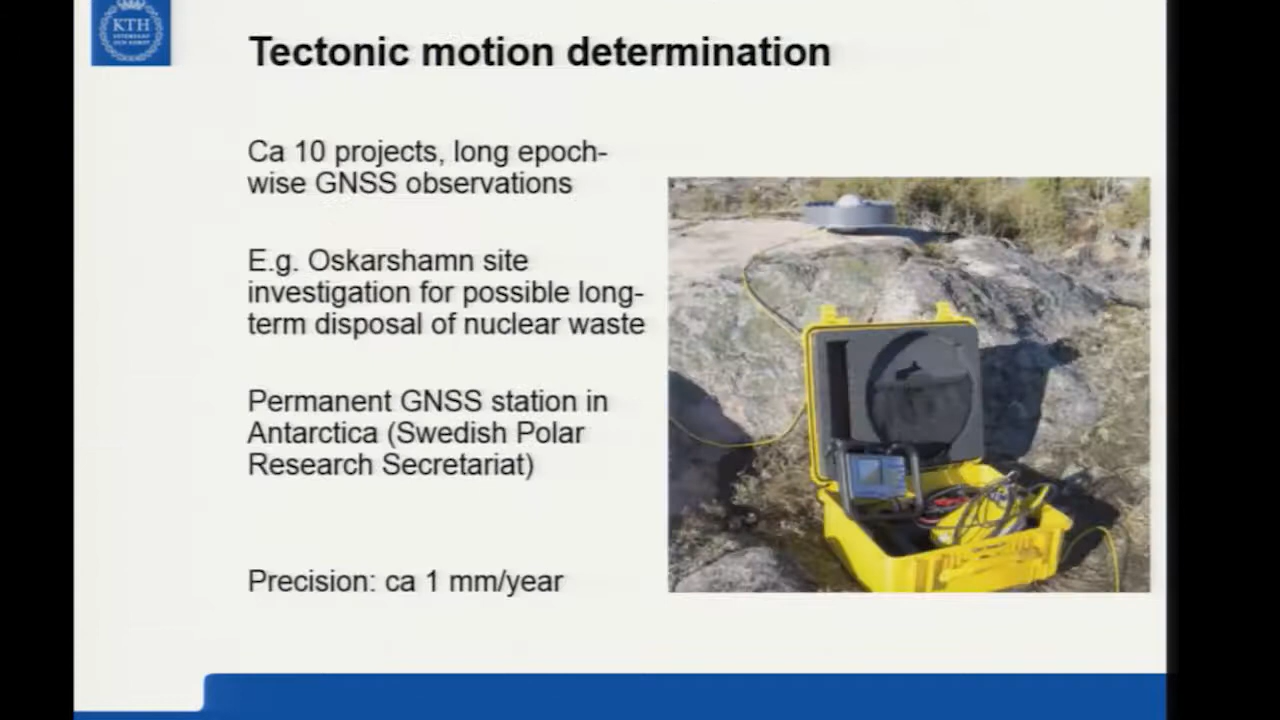 KTH
Tectonic motion determination
Ca 10 projects, long epoch-
wise GNSS observations
E.g. Oskarshamn site
investigation for possible long-
term disposal of nuclear waste
Permanent GNSS station in
Antarctica (Swedish Polar
Research Secretariat)
Precision: ca 1 mm/year